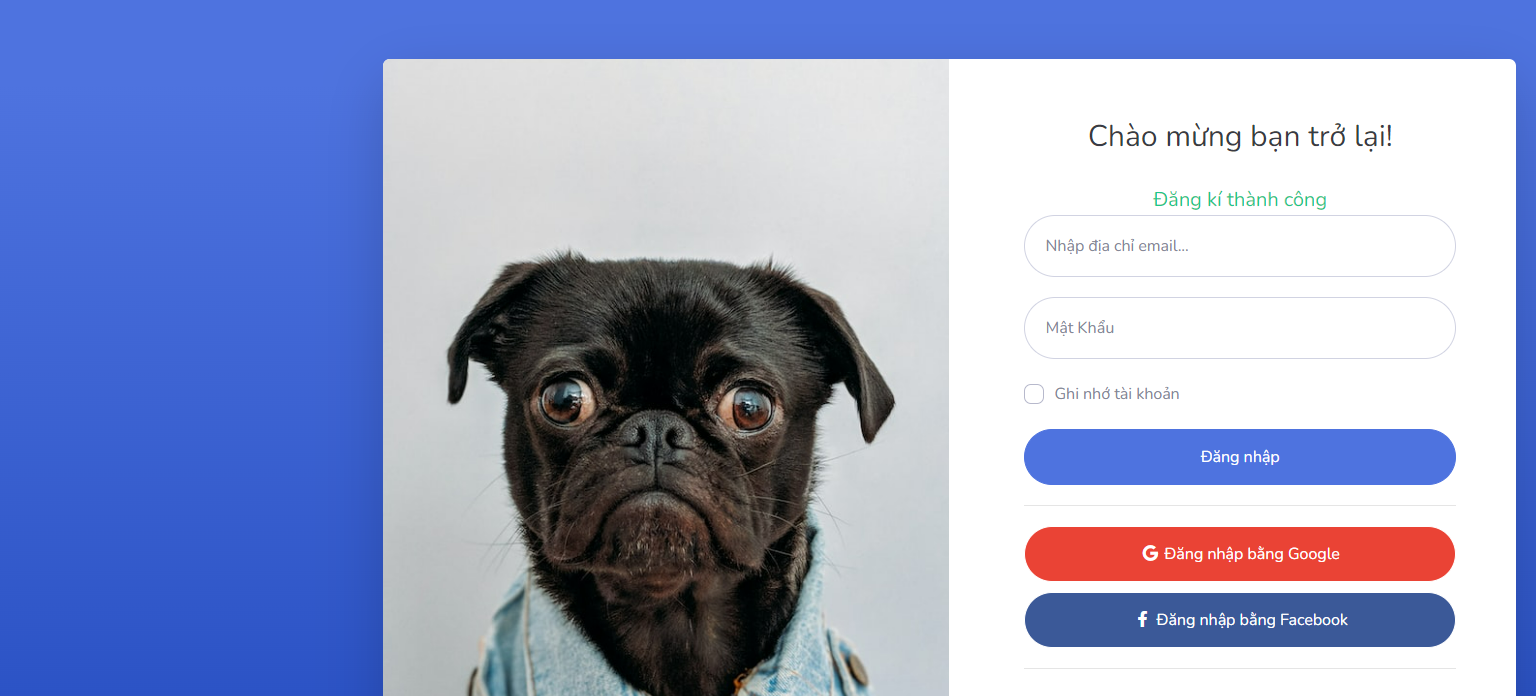 Chào mừng bạn trở lại!
Đăng kí thành công
Nhập địa chỉ email...
Mật Khẩu
Ghi nhớ tài khoản
Đăng nhập
Đăng nhập bằng Google
Đăng nhập bằng Facebook